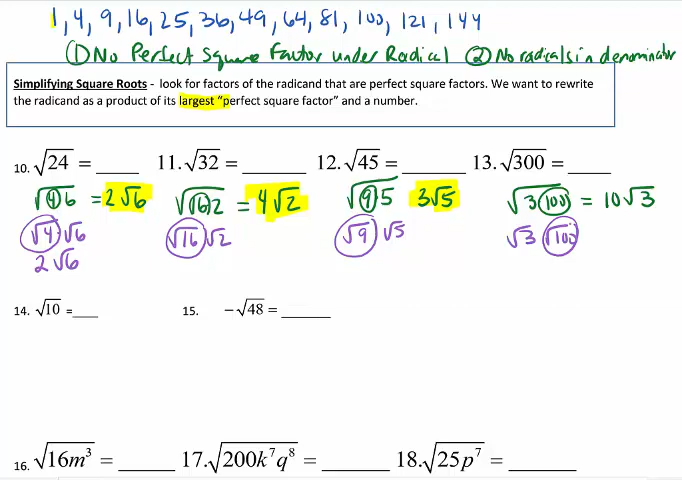 1, 4, 9, 16, 25, 36, 49, 64, 81, 100, 121, 144
① No Perfect Square Factor under Radical ② No radicals in denominator
Simplifying Square Roots - look for factors of the radicand that are perfect square factors. We want to rewrite
the radicand as a product of its largest “perfect square factor” and a number.
10. √24 = _____ 11. √32 = _______ 12. √45 = _______ 13. √300 = _____
√4·6 = 2√6 √16·2 = 4√2 √9·5 3√5 √3·100 = 10√3
√4 √6 √16 √2 √9 √5 √3 √100
2√6
14. √10 = ____ 15. −√48 = ______
16. √16m³ = ______ 17. √200k⁷q⁸ = _______ 18. √25p⁷ = _______